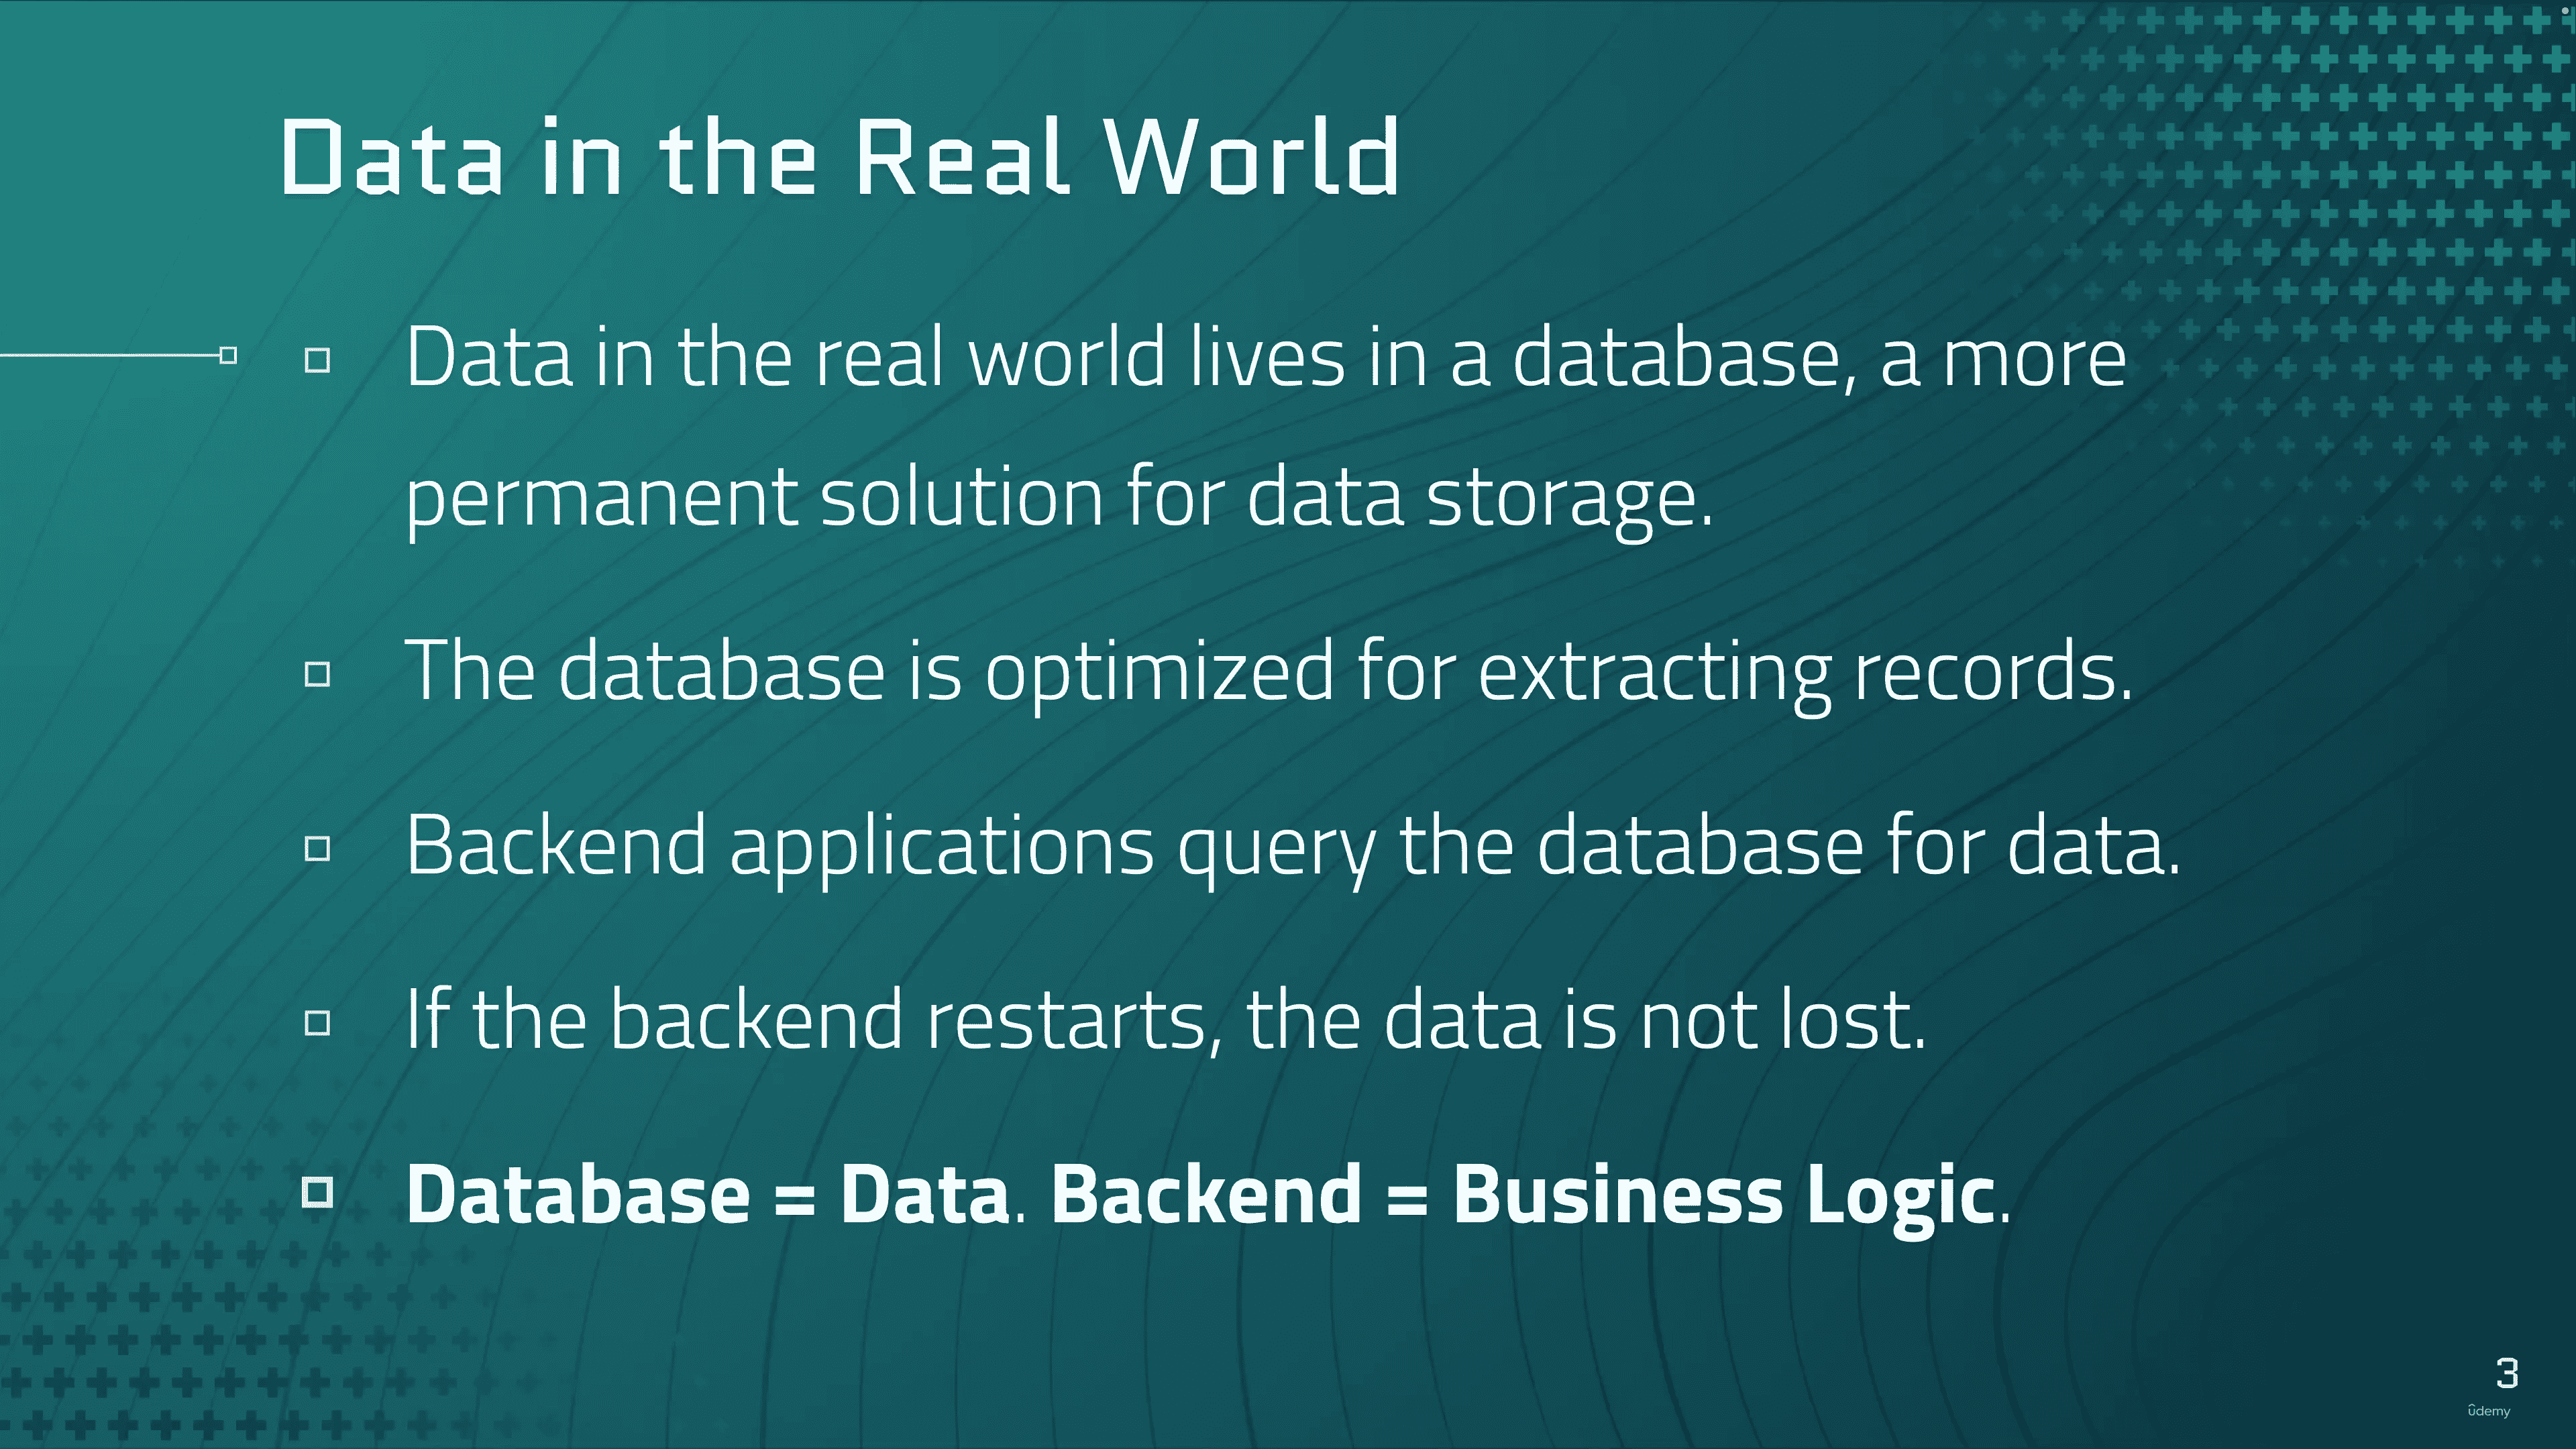 Data in the Real World
Data in the real world lives in a database, a more
permanent solution for data storage.
The database is optimized for extracting records.
Backend applications query the database for data.
If the backend restarts, the data is not lost.
Database = Data. Backend = Business Logic.
3
ûdemy